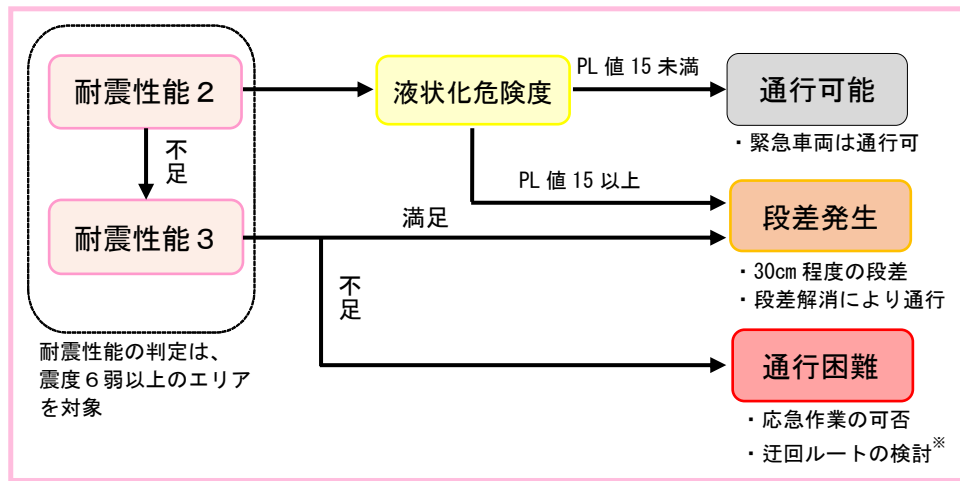 耐震性能２
不足
耐震性能３
耐震性能の判定は、
震度６弱以上のエリア
を対象
液状化危険度
PL 値 15 未満
通行可能
・緊急車両は通行可
PL 値 15 以上
満足
段差発生
・30cm 程度の段差
・段差解消により通行
不足
通行困難
・応急作業の可否
・迂回ルートの検討※